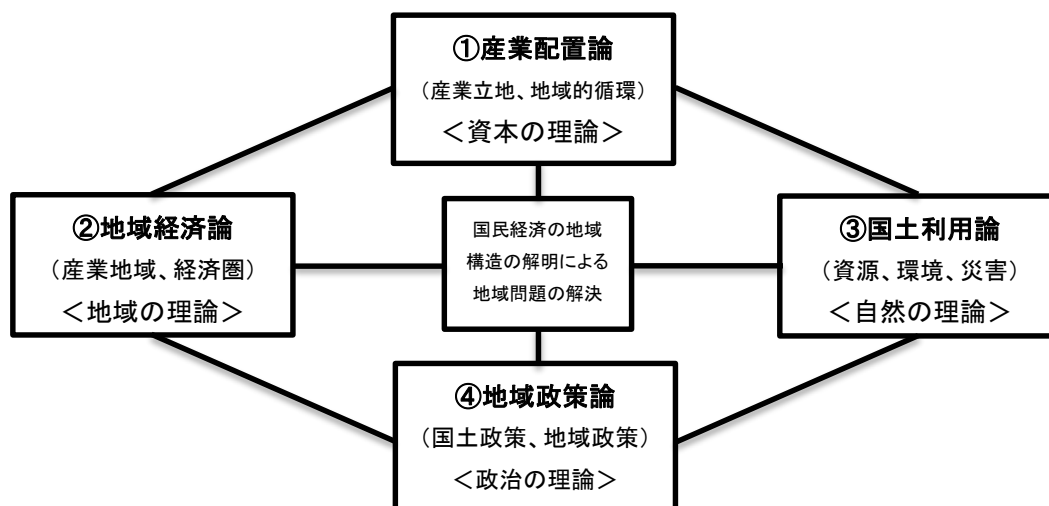 ①産業配置論
（産業立地、地域的循環）
＜資本の理論＞
②地域経済論
（産業地域、経済圏）
＜地域の理論＞
国民経済の地域
構造の解明による
地域問題の解決
③国土利用論
（資源、環境、災害）
＜自然の理論＞
④地域政策論
（国土政策、地域政策）
＜政治の理論＞